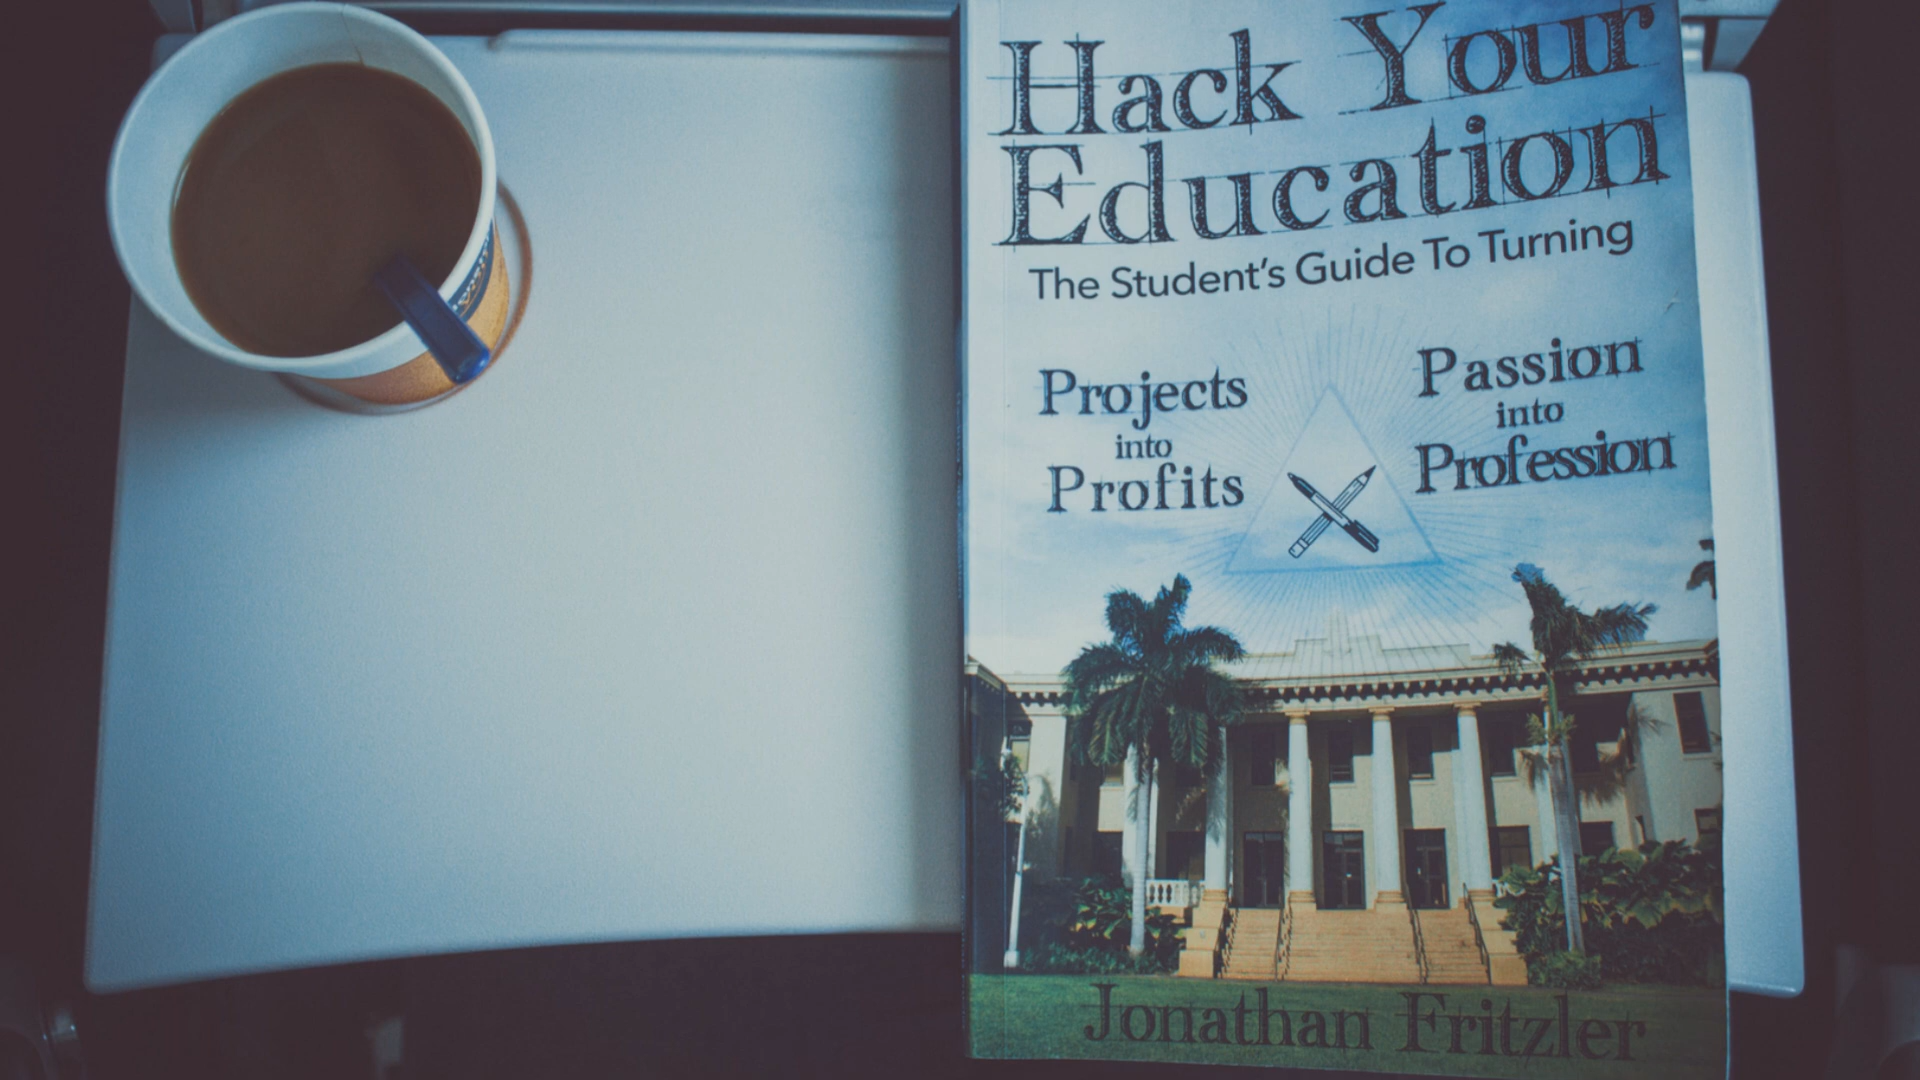 Hack Your
Education
The Student's Guide To Turning
Projects
into
Profits
Passion
into
Profession
Jonathan Fritzler